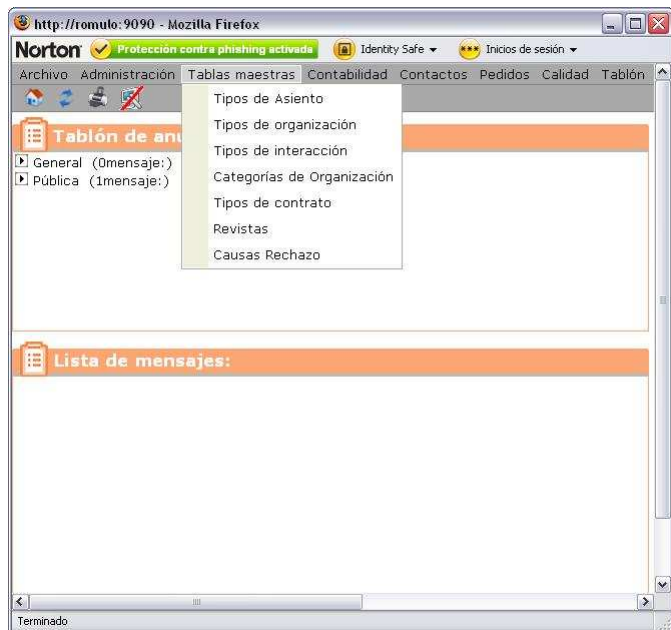 http://romulo:9090 - Mozilla Firefox
Norton Protección contra phishing activada Identity Safe Inicios de sesión
Archivo Administración Tablas maestras Contabilidad Contactos Pedidos Calidad Tablón
Tipos de Asiento
Tipos de organización
Tipos de interacción
Categorías de Organización
Tipos de contrato
Revistas
Causas Rechazo
Tablón de anu
General (0mensaje:)
Pública (1mensaje:)
Lista de mensajes:
Terminado